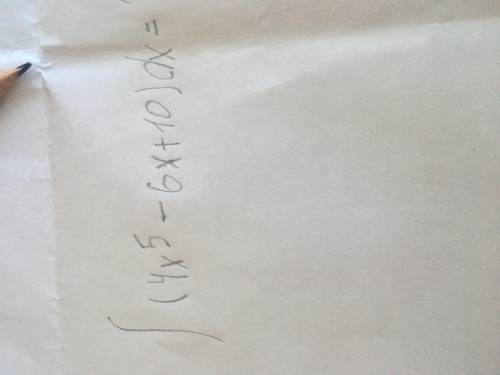 ∫(4x⁵ - 6x + 10) dx =